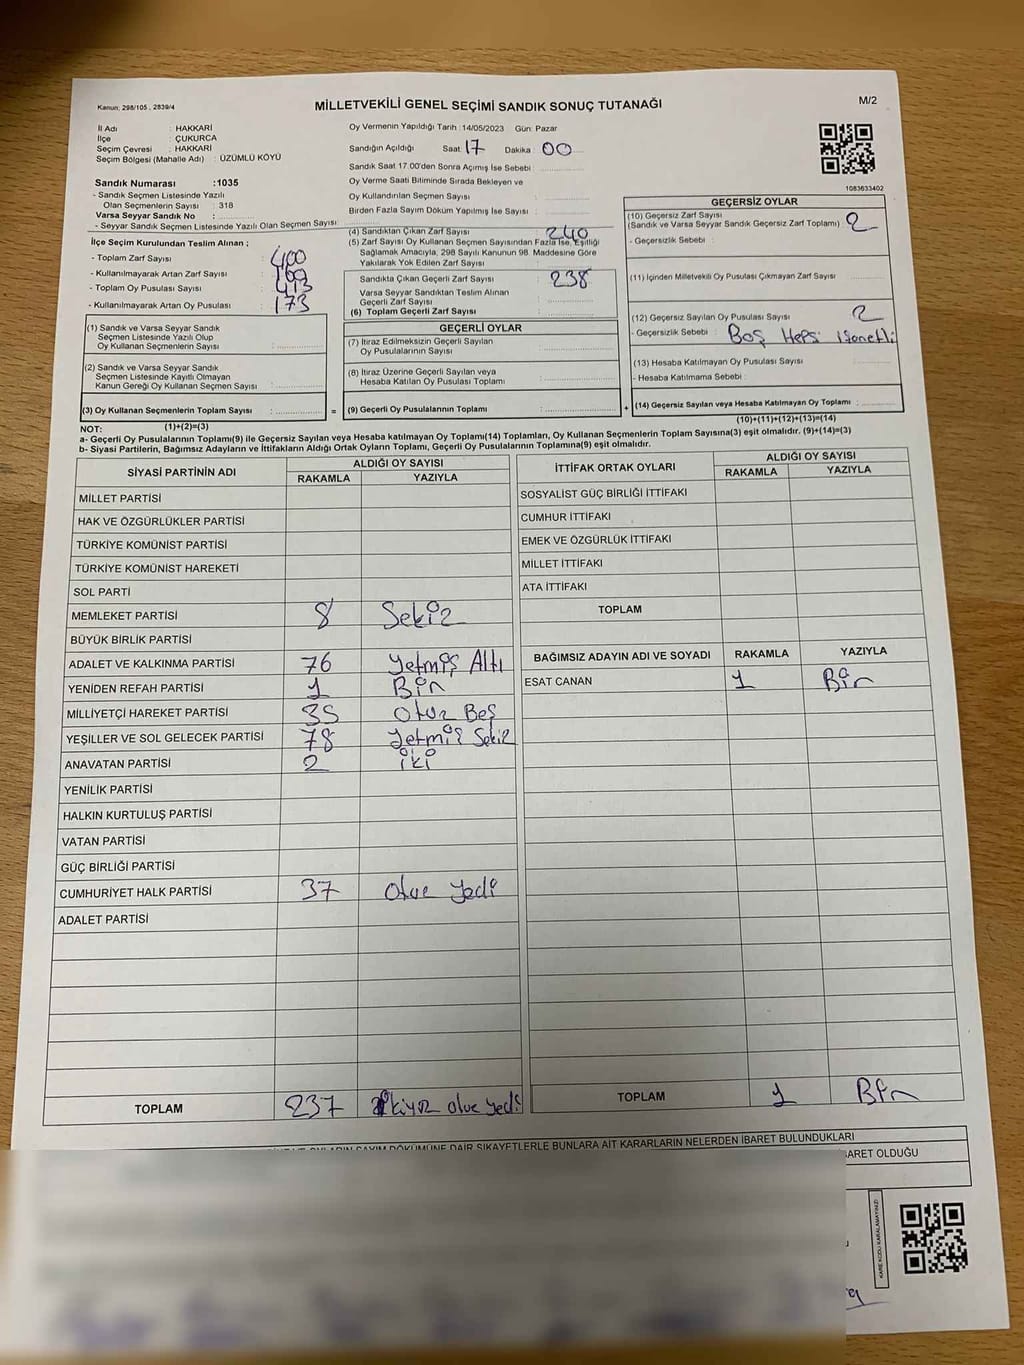 Kanun: 298/105 , 2839/4
MİLLETVEKİLİ GENEL SEÇİMİ SANDIK SONUÇ TUTANAĞI
M/2
İl Adı : HAKKARİ
İlçe : ÇUKURCA
Seçim Çevresi : HAKKARİ
Seçim Bölgesi (Mahalle Adı) : ÜZÜMLÜ KÖYÜ
Sandık Numarası :1035
- Sandık Seçmen Listesinde Yazılı
Olan Seçmenlerin Sayısı : 318
Varsa Seyyar Sandık No :
- Seyyar Sandık Seçmen Listesinde Yazılı Olan Seçmen Sayısı:
Oy Vermenin Yapıldığı Tarih :14/05/2023 Gün: Pazar
Sandığın Açıldığı Saat: 17 Dakika: 00
Sandık Saat 17.00'den Sonra Açımış İse Sebebi :
Oy Verme Saati Bitiminde Sırada Bekleyen ve
Oy Kullandırılan Seçmen Sayısı :
Birden Fazla Sayım Döküm Yapılmış İse Sayısı :
1083633402
İlçe Seçim Kurulundan Teslim Alınan ;
- Toplam Zarf Sayısı : 400
- Kullanılmayarak Artan Zarf Sayısı :
- Toplam Oy Pusulası Sayısı : 413
- Kullanılmayarak Artan Oy Pusulası : 173
(4) Sandıktan Çıkan Zarf Sayısı : 240
(5) Zarf Sayısı Oy Kullanan Seçmen Sayısından Fazla İse, Eşitliği
Sağlamak Amacıyla, 298 Sayılı Kanunun 98. Maddesine Göre
Yakılarak Yok Edilen Zarf Sayısı :
Sandıkta Çıkan Geçerli Zarf Sayısı : 238
Varsa Seyyar Sandıktan Teslim Alınan
Geçerli Zarf Sayısı :
(6) Toplam Geçerli Zarf Sayısı :
GEÇERSİZ OYLAR
(10) Geçersiz Zarf Sayısı
(Sandık ve Varsa Seyyar Sandık Geçersiz Zarf Toplamı) : 2
- Geçersizlik Sebebi :
(11) İçinden Milletvekili Oy Pusulası Çıkmayan Zarf Sayısı :
(12) Geçersiz Sayılan Oy Pusulası Sayısı : 2
- Geçersizlik Sebebi : Boş Hepsi
(13) Hesaba Katılmayan Oy Pusulası Sayısı :
- Hesaba Katılmama Sebebi :
(14) Geçersiz Sayılan veya Hesaba Katılmayan Oy Toplamı :
(10)+(11)+(12)+(13)=(14)
(1) Sandık ve Varsa Seyyar Sandık
Seçmen Listesinde Yazılı Olup
Oy Kullanan Seçmenlerin Sayısı :
(2) Sandık ve Varsa Seyyar Sandık
Seçmen Listesinde Kayıtlı Olmayan
Kanun Gereği Oy Kullanan Seçmen Sayısı :
(3) Oy Kullanan Seçmenlerin Toplam Sayısı : =
(1)+(2)=(3)
GEÇERLİ OYLAR
(7) İtiraz Edilmeksizin Geçerli Sayılan
Oy Pusulalarının Sayısı :
(8) İtiraz Üzerine Geçerli Sayılan veya
Hesaba Katılan Oy Pusulası Toplamı :
(9) Geçerli Oy Pusulalarının Toplamı : +
NOT:
a- Geçerli Oy Pusulalarının Toplamı(9) ile Geçersiz Sayılan veya Hesaba katılmayan Oy Toplamı(14) Toplamları, Oy Kullanan Seçmenlerin Toplam Sayısına(3) eşit olmalıdır. (9)+(14)=(3)
b- Siyasi Partilerin, Bağımsız Adayların ve İttifakların Aldığı Ortak Oyların Toplamı, Geçerli Oy Pusulalarının Toplamına(9) eşit olmalıdır.
SİYASİ PARTİNİN ADI ALDIĞI OY SAYISI
RAKAMLA YAZIYLA
MİLLET PARTİSİ
HAK VE ÖZGÜRLÜKLER PARTİSİ
TÜRKİYE KOMÜNİST PARTİSİ
TÜRKİYE KOMÜNİST HAREKETİ
SOL PARTİ
MEMLEKET PARTİSİ 8 Sekiz
BÜYÜK BİRLİK PARTİSİ
ADALET VE KALKINMA PARTİSİ 76 Yetmiş Altı
YENİDEN REFAH PARTİSİ 1 Bir
MİLLİYETÇİ HAREKET PARTİSİ 35 Otuz Beş
YEŞİLLER VE SOL GELECEK PARTİSİ 78 Yetmiş Sekiz
ANAVATAN PARTİSİ 2 iki
YENİLİK PARTİSİ
HALKIN KURTULUŞ PARTİSİ
VATAN PARTİSİ
GÜÇ BİRLİĞİ PARTİSİ
CUMHURİYET HALK PARTİSİ 37 Otuz Yedi
ADALET PARTİSİ
TOPLAM 237 ikiyüz otuz yedi
İTTİFAK ORTAK OYLARI ALDIĞI OY SAYISI
RAKAMLA YAZIYLA
SOSYALİST GÜÇ BİRLİĞİ İTTİFAKI
CUMHUR İTTİFAKI
EMEK VE ÖZGÜRLÜK İTTİFAKI
MİLLET İTTİFAKI
ATA İTTİFAKI
TOPLAM
BAĞIMSIZ ADAYIN ADI VE SOYADI RAKAMLA YAZIYLA
ESAT CANAN 1 Bir
TOPLAM 1 Bir
SAYIM DÖKÜMÜNE DAİR ŞİKAYETLERLE BUNLARA AİT KARARLARIN NELERDEN İBARET BULUNDUKLARI
OLDUĞU
KARE KODU KARALAMAYINIZ!